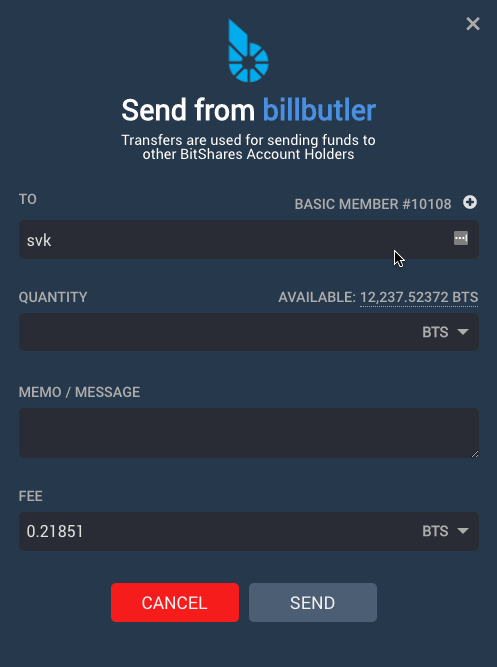 Send from billbutler
Transfers are used for sending funds to
other BitShares Account Holders
TO
BASIC MEMBER #10108
svk
QUANTITY
AVAILABLE: 12,237.52372 BTS
BTS
MEMO / MESSAGE
FEE
0.21851
BTS
CANCEL
SEND